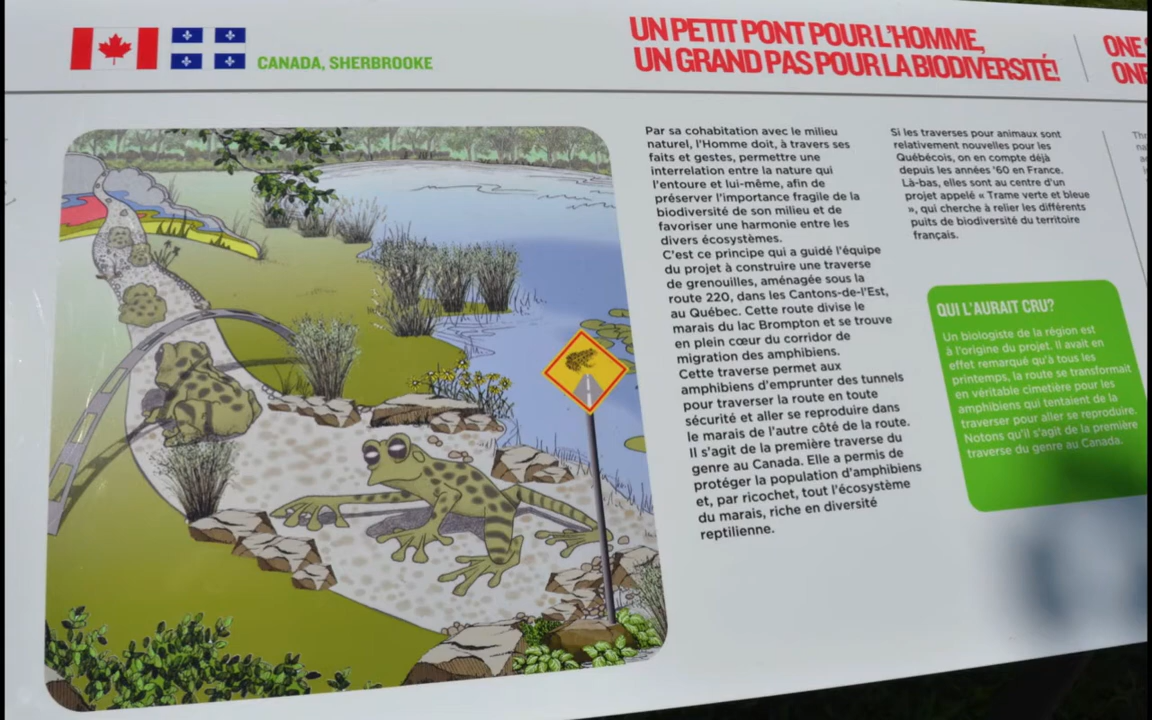 CANADA, SHERBROOKE
UN PETIT PONT POUR L'HOMME,
UN GRAND PAS POUR LA BIODIVERSITÉ!
ONE
ONE
Par sa cohabitation avec le milieu
naturel, l'Homme doit, à travers ses
faits et gestes, permettre une
interrelation entre la nature qui
l'entoure et lui-même, afin de
préserver l'importance fragile de la
biodiversité de son milieu et de
favoriser une harmonie entre les
divers écosystèmes.
C'est ce principe qui a guidé l'équipe
du projet à construire une traverse
de grenouilles, aménagée sous la
route 220, dans les Cantons-de-l'Est,
au Québec. Cette route divise le
marais du lac Brompton et se trouve
en plein cœur du corridor de
migration des amphibiens.
Cette traverse permet aux
amphibiens d'emprunter des tunnels
pour traverser la route en toute
sécurité et aller se reproduire dans
le marais de l'autre côté de la route.
Il s'agit de la première traverse du
genre au Canada. Elle a permis de
protéger la population d'amphibiens
et, par ricochet, tout l'écosystème
du marais, riche en diversité
reptilienne.
Si les traverses pour animaux sont
relativement nouvelles pour les
Québécois, on en compte déjà
depuis les années '60 en France.
Là-bas, elles sont au centre d'un
projet appelé « Trame verte et bleue
», qui cherche à relier les différents
puits de biodiversité du territoire
français.
QUI L'AURAIT CRU?
Un biologiste de la région est
à l'origine du projet. Il avait en
effet remarqué qu'à tous les
printemps, la route se transformait
en véritable cimetière pour les
amphibiens qui tentaient de la
traverser pour aller se reproduire.
Notons qu'il s'agit de la première
traverse du genre au Canada.